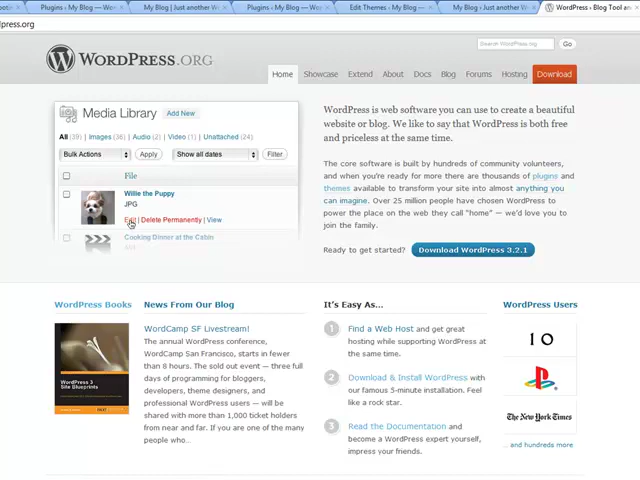 Plugins ‹ My Blog — Wo
My Blog | Just another W
Plugins ‹ My Blog — Wor
Edit Themes ‹ My Blog —
My Blog | Just another W
WordPress › Blog Tool an
dpress.org
WORDPRESS.ORG
Search WordPress.org
Go
Home
Showcase
Extend
About
Docs
Blog
Forums
Hosting
Download
Media Library
Add New
All (39) | Images (36) | Audio (2) | Video (1) | Unattached (24)
Bulk Actions
Apply
Show all dates
Filter
File
Willie the Puppy
JPG
Edit | Delete Permanently | View
Cooking Dinner at the Cabin
WordPress is web software you can use to create a beautiful
website or blog. We like to say that WordPress is both free
and priceless at the same time.
The core software is built by hundreds of community volunteers,
and when you're ready for more there are thousands of plugins and
themes available to transform your site into almost anything you
can imagine. Over 25 million people have chosen WordPress to
power the place on the web they call "home" — we'd love you to
join the family.
Ready to get started?
Download WordPress 3.2.1
WordPress Books
WordPress 3
Site Blueprints
News From Our Blog
WordCamp SF Livestream!
The annual WordPress conference,
WordCamp San Francisco, starts in fewer
than 8 hours. The sold out event — three full
days of programming for bloggers,
developers, theme designers, and
professional WordPress users — will be
shared with more than 1,000 ticket holders
from near and far. If you are one of the many
people who…
It's Easy As…
1
Find a Web Host and get great
hosting while supporting WordPress at
the same time.
2
Download & Install WordPress with
our famous 5-minute installation. Feel
like a rock star.
3
Read the Documentation and
become a WordPress expert yourself,
impress your friends.
WordPress Users
10
The New York Times
… and hundreds more